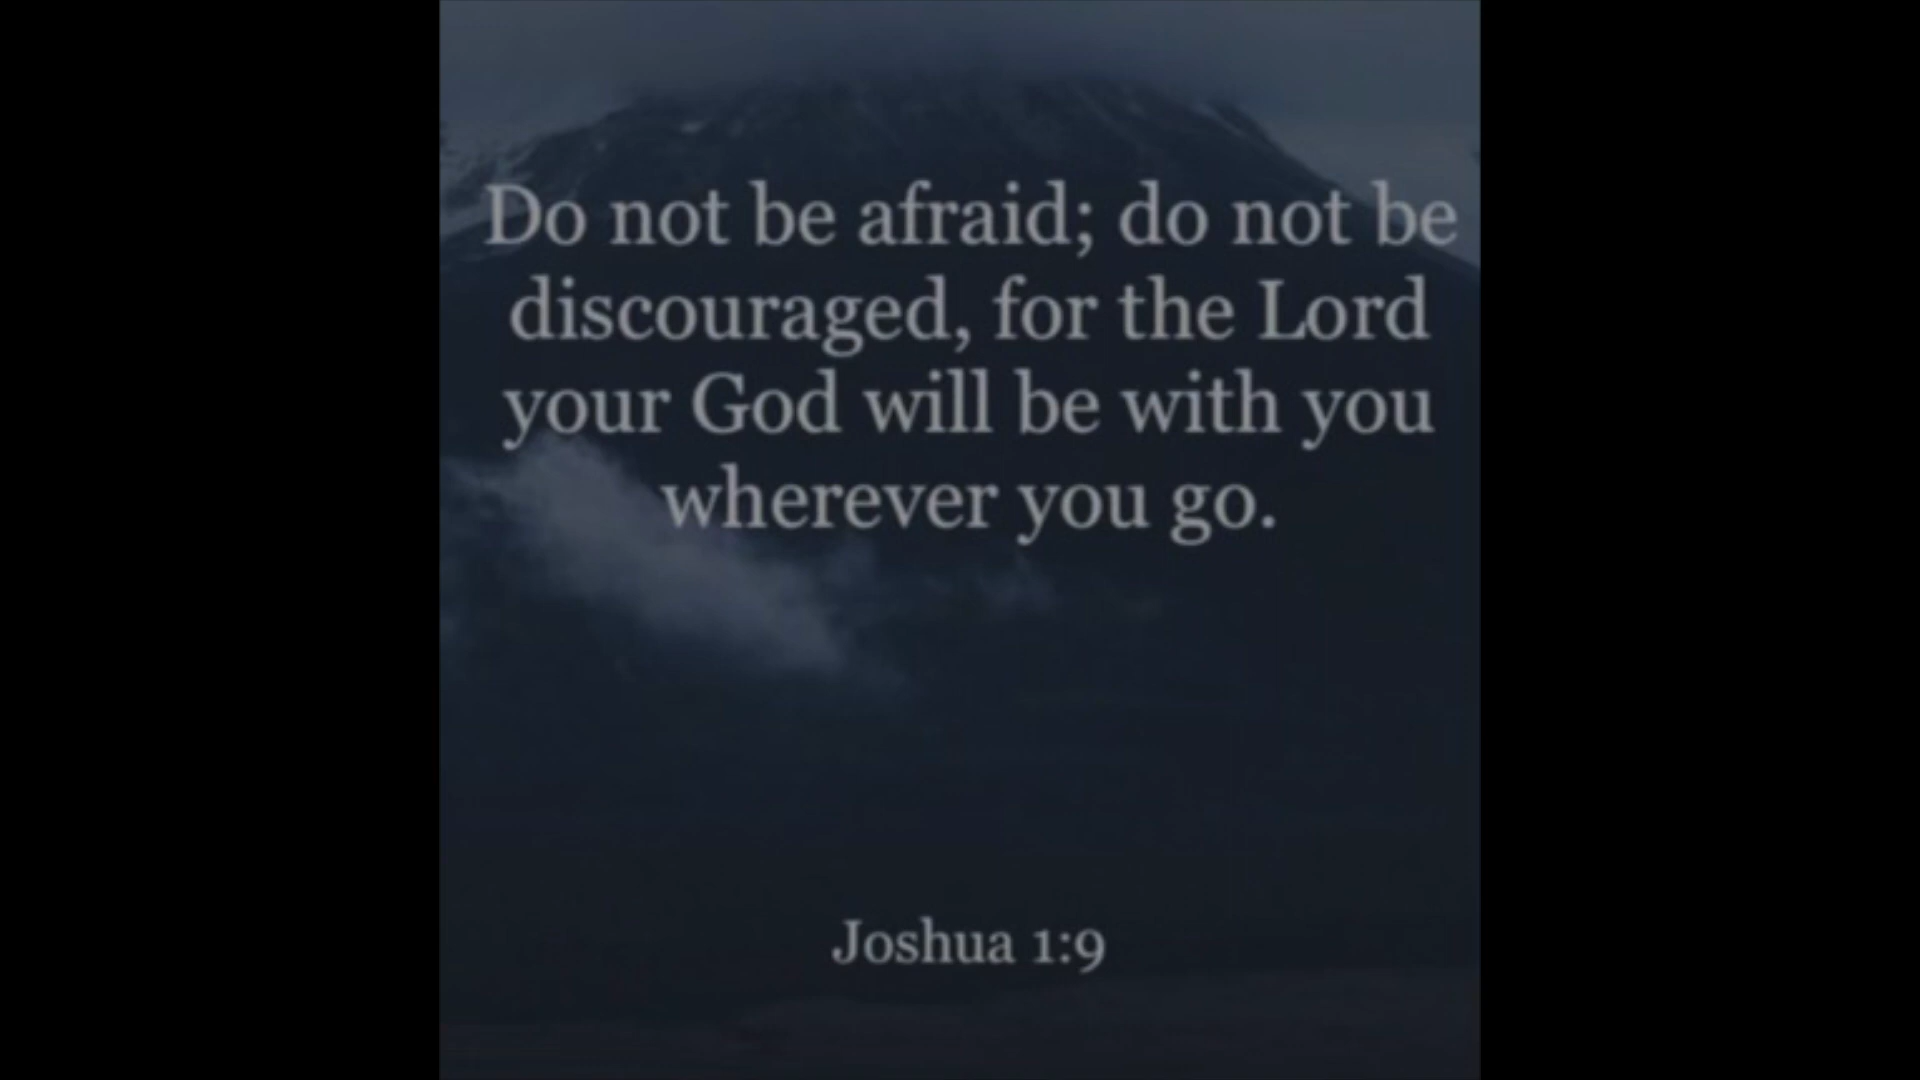 Do not be afraid; do not be
discouraged, for the Lord
your God will be with you
wherever you go.
Joshua 1:9